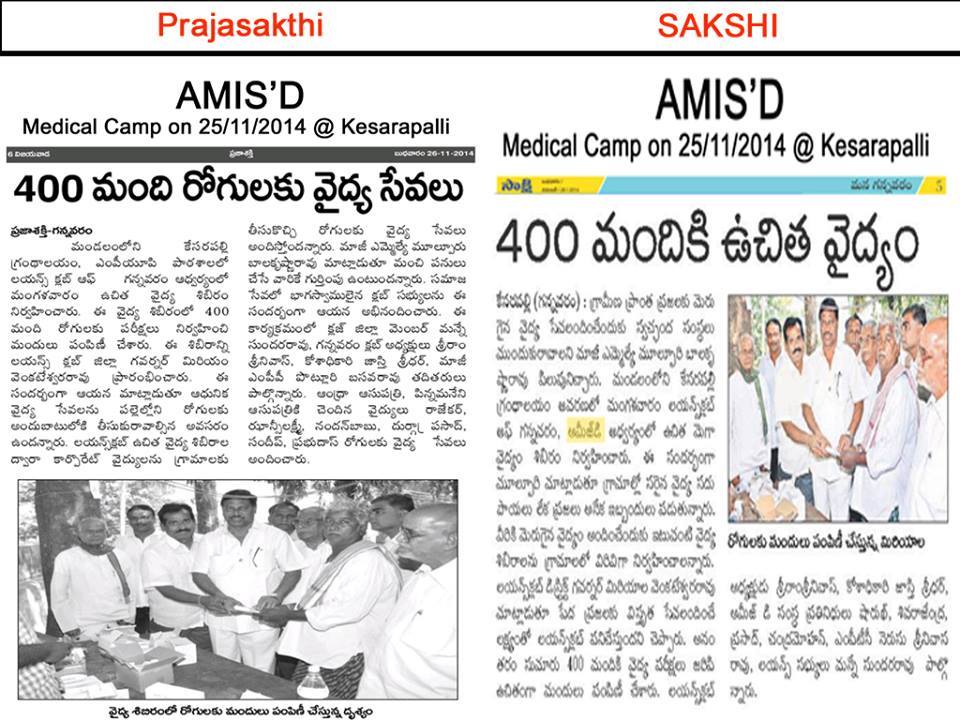 Prajasakthi
SAKSHI
AMIS’D
Medical Camp on 25/11/2014 @ Kesarapalli
6 విజయవాడ ప్రజాశక్తి బుధవారం 26-11-2014
400 మంది రోగులకు వైద్య సేవలు
ప్రజాశక్తి-గన్నవరం
మండలంలోని కేసరపల్లి
గ్రంథాలయం, ఎంపీయూపి పాఠశాలలో
లయన్స్ క్లబ్ ఆఫ్ గన్నవరం ఆధ్వర్యంలో
మంగళవారం ఉచిత వైద్య శిబిరం
నిర్వహించారు. ఈ వైద్య శిబిరంలో 400
మంది రోగులకు పరీక్షలు నిర్వహించి
మందులు పంపిణీ చేశారు. ఈ శిబిరాన్ని
లయన్స్ క్లబ్ జిల్లా గవర్నర్ మిరియం
వెంకటేశ్వరరావు ప్రారంభించారు. ఈ
సందర్భంగా ఆయన మాట్లాడుతూ ఆధునిక
వైద్య సేవలను పల్లెల్లోని రోగులకు
అందుబాటులోకి తీసుకురావాల్సిన అవసరం
ఉందన్నారు. లయన్స్‌క్లబ్ ఉచిత వైద్య శిబిరాల
ద్వారా కార్పొరేట్ వైద్యులను గ్రామాలకు
తీసుకొచ్చి రోగులకు వైద్య సేవలు
అందిస్తోందన్నారు. మాజీ ఎమ్మెల్యే మూల్పూరు
బాలకృష్ణారావు మాట్లాడుతూ మంచి పనులు
చేసే వారికే గుర్తింపు ఉంటుందన్నారు. సమాజ
సేవలో భాగస్వాములైన క్లబ్ సభ్యులను ఈ
సందర్భంగా ఆయన అభినందించారు. ఈ
కార్యక్రమంలో క్లబ్ జిల్లా మెంబర్ మన్నే
సుందరరావు, గన్నవరం క్లబ్ అధ్యక్షులు శ్రీరాం
శ్రీనివాస్, కోశాధికారి జాస్తి శ్రీధర్, మాజీ
ఎంపీపీ పొట్లూరి బసవరావు తదితరులు
పాల్గొన్నారు. ఆంధ్రా ఆసుపత్రి, పిన్నమనేని
ఆసుపత్రికి చెందిన వైద్యులు రాజేకర్,
ఝాన్సీలక్ష్మీ, నందన్‌బాబు, దుర్గా ప్రసాద్,
సందీప్, ప్రభుదాస్ రోగులకు వైద్య సేవలు
అందించారు.
వైద్య శిబిరంలో రోగులకు మందులు పంపిణీ చేస్తున్న దృశ్యం
AMIS’D
Medical Camp on 25/11/2014 @ Kesarapalli
సాక్షి మన గన్నవరం 5
400 మందికి ఉచిత వైద్యం
కేసరపల్లి (గన్నవరం) : గ్రామీణ ప్రాంత ప్రజలకు మెరు
గైన వైద్య సేవలందించేందుకు స్వచ్ఛంద సంస్థలు
ముందుకురావాలని మాజీ ఎమ్మెల్యే మూల్పూరి బాలకృ
ష్ణారావు పిలుపునిచ్చారు. మండలంలోని కేసరపల్లి
గ్రంథాలయం ఆవరణలో మంగళవారం లయన్స్‌క్లబ్
ఆఫ్ గన్నవరం, అమీజ్‌డి ఆధ్వర్యంలో ఉచిత మెగా
వైద్యం శిబిరం నిర్వహించారు. ఈ సందర్భంగా
మూల్పూరి మాట్లాడుతూ గ్రామాల్లో సరైన వైద్య సదు
పాయాలు లేక ప్రజలు అనేక ఇబ్బందులు పడుతున్నారు.
వీరికి మెరుగైన వైద్యం అందించేందుకు ఇటువంటి వైద్య
శిబిరాలను గ్రామాలలో విరివిగా నిర్వహించాలన్నారు.
లయన్స్‌క్లబ్ డిస్ట్రిక్ట్ గవర్నర్ మిరియాల వెంకటేశ్వరరావు
మాట్లాడుతూ పేద ప్రజలకు విస్తృత సేవలందించే
లక్ష్యంతో లయన్స్‌క్లబ్ పనిచేస్తుందని చెప్పారు. అనం
తరం సుమారు 400 మందికి వైద్య పరీక్షలు జరిపి
ఉచితంగా మందులు పంపిణీ చేశారు. లయన్స్‌క్లబ్
రోగులకు మందులు పంపిణీ చేస్తున్న మిరియాల
అధ్యక్షుడు శ్రీరాంశ్రీనివాస్, కోశాధికారి జాస్తి శ్రీధర్,
అమీజ్ డి సంస్థ ప్రతినిధులు షారుఖ్, శివరాజేంద్ర,
ప్రసాద్, చంద్రమోహన్, ఎంపీటీసీ నెరుసు శ్రీనివాస
రావు, లయన్స్ సభ్యులు మన్నే సుందరరావు పాల్గొ
న్నారు.